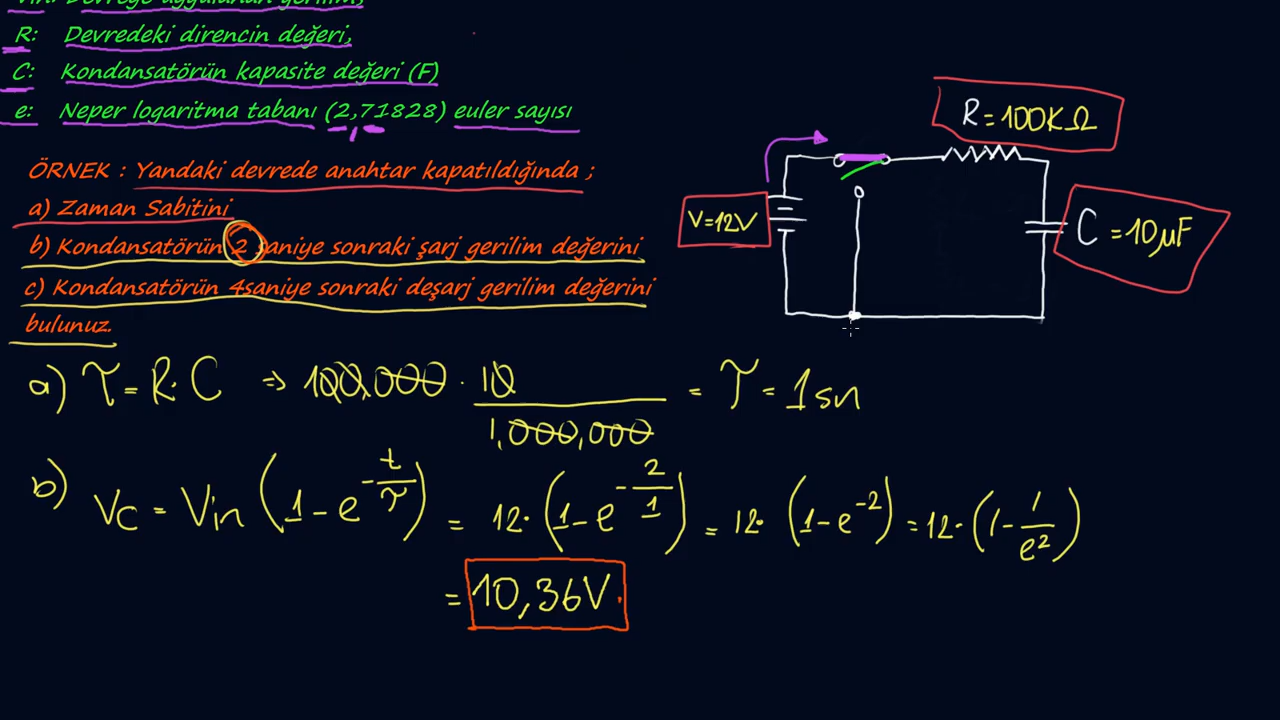 R: Devredeki direncin değeri,
C: Kondansatörün kapasite değeri (F)
e: Neper logaritma tabanı (2,71828) euler sayısı
ÖRNEK : Yandaki devrede anahtar kapatıldığında ;
a) Zaman Sabitini
b) Kondansatörün 2 saniye sonraki şarj gerilim değerini
c) Kondansatörün 4saniye sonraki deşarj gerilim değerini
bulunuz.
R = 100KΩ
V=12V
C = 10µF
a) τ = R.C ⇒ 100.000 . 10 / 1,000,000 = τ = 1sn
b) Vc = Vin (1 - e^-t/τ) = 12. (1 - e^-2/1) = 12. (1 - e^-2) = 12. (1 - 1/e^2)
= 10,36V